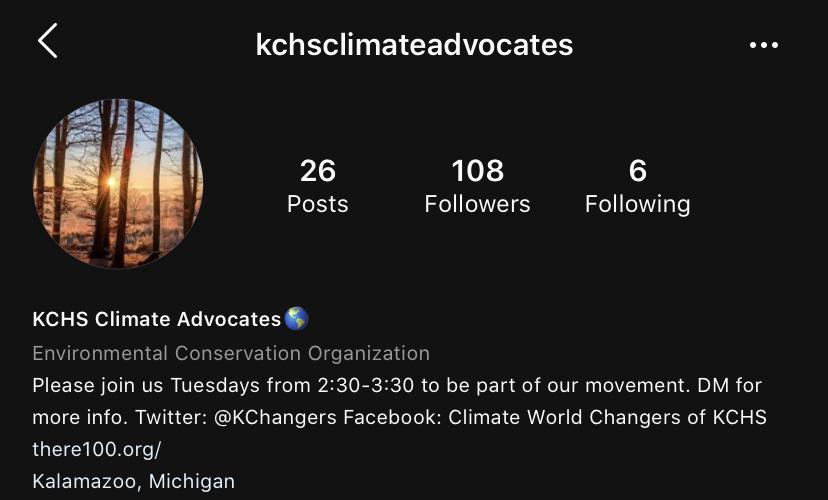 kchsclimateadvocates
26 108 6
Posts Followers Following
KCHS Climate Advocates🌎
Environmental Conservation Organization
Please join us Tuesdays from 2:30-3:30 to be part of our movement. DM for
more info. Twitter: @KChangers Facebook: Climate World Changers of KCHS
there100.org/
Kalamazoo, Michigan